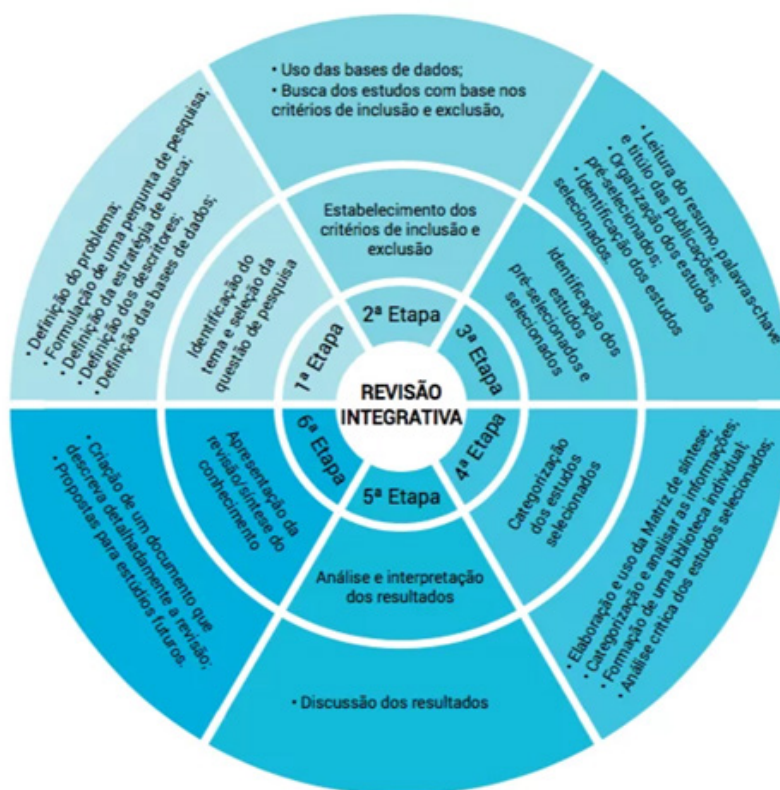 REVISÃO
INTEGRATIVA
1ª Etapa
Identificação do
tema e seleção da
questão de pesquisa
• Definição do problema;
• Formulação de uma pergunta de pesquisa;
• Definição da estratégia de busca;
• Definição dos descritores;
• Definição das bases de dados;
2ª Etapa
Estabelecimento dos
critérios de inclusão e
exclusão
• Uso das bases de dados;
• Busca dos estudos com base nos
critérios de inclusão e exclusão,
3ª Etapa
Identificação dos
estudos
pré-selecionados e
selecionados
• Leitura do resumo, palavras-chave
e titúlo das publicações;
• Organização dos estudos
pré-selecionados;
• Identificação dos estudos
selecionados,
4ª Etapa
Categorização
dos estudos
selecionados
• Elaboração e uso da Matriz de síntese;
• Categorização e analisar as informações;
• Formação de uma biblioteca individual;
• Análise crítica dos estudos selecionados;
5ª Etapa
Análise e interpretação
dos resultados
• Discussão dos resultados
6ª Etapa
Apresentação da
revisão/síntese do
conhecimento
• Criação de um documento que
descreva detalhadamente a revisão;
• Propostas para estúdios futuros.